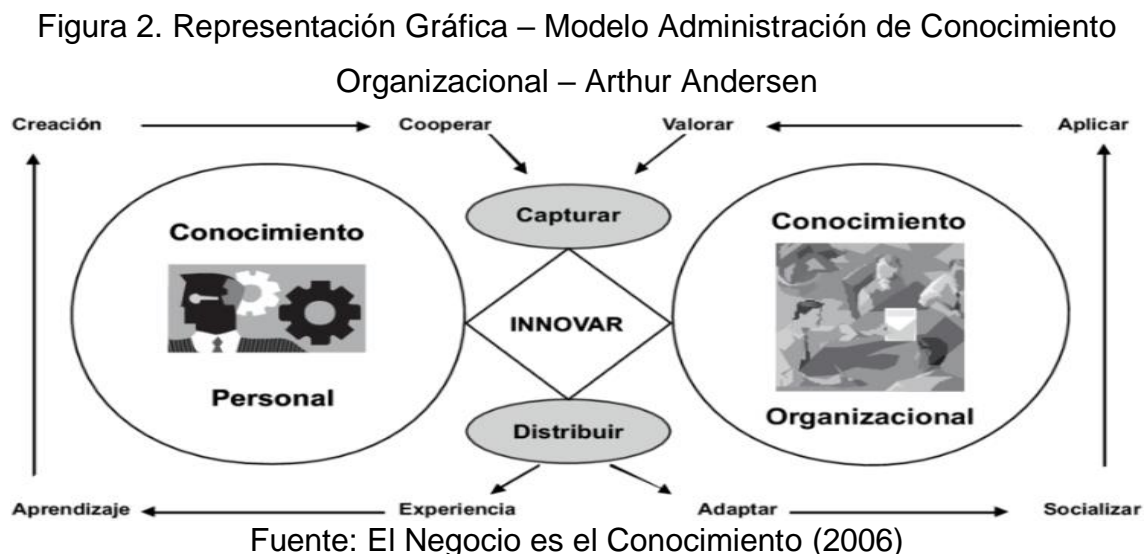 Figura 2. Representación Gráfica – Modelo Administración de Conocimiento
Organizacional – Arthur Andersen
Creación
Cooperar
Valorar
Aplicar
Capturar
Conocimiento
Conocimiento
INNOVAR
Personal
Organizacional
Distribuir
Aprendizaje
Experiencia
Adaptar
Socializar
Fuente: El Negocio es el Conocimiento (2006)